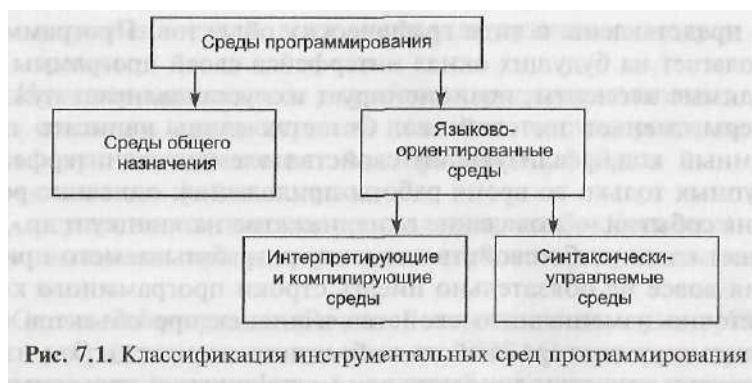 Среды программирования
Среды общего
назначения
Языково-
ориентированные
среды
Интерпретирующие
и компилирующие
среды
Синтаксически-
управляемые
среды
Рис. 7.1. Классификация инструментальных сред программирования